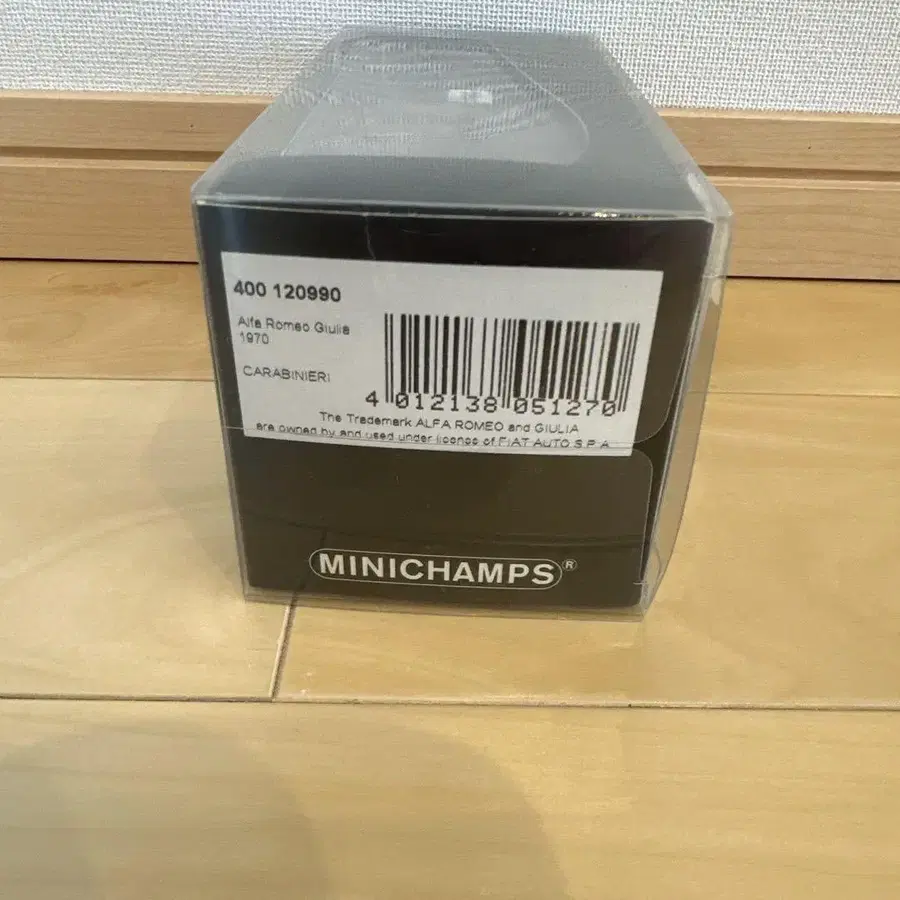 400 120990
Alfa Romeo Giulia
1970
CARABINIERI
4 012138 051270
The Trademark ALFA ROMEO and GIULIA
are owned by and used under licence of FIAT AUTO S.P.A
MINICHAMPS®